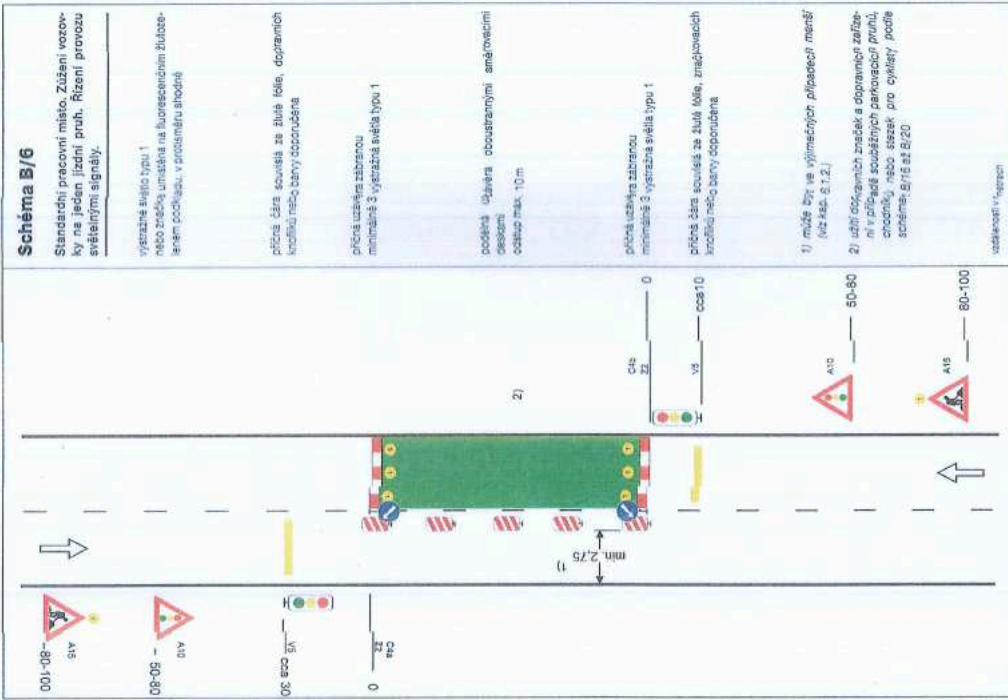 Schéma B/6
Standardní pracovní místo. Zúžení vozov-
ky na jeden jízdní pruh. Řízení provozu
světelnými signály.
výstražné světlo typu 1
nebo značka umístěna na fluorescenčním žlutoze-
leném podkladu, v protisměru shodně
příčná čára souvislá ze žluté fólie, dopravních
knoflíků nebo barvy doporučena
příčná uzávěra zábranou
minimálně 3 výstražná světla typu 1
podélná uzávěra oboustrannými směrovacími
deskami
odstup max. 10 m
příčná uzávěra zábranou
minimálně 3 výstražná světla typu 1
příčná čára souvislá ze žluté fólie, značkovacích
knoflíků nebo barvy doporučena
1) může být ve výjimečných případech menší
(viz kap. 6.1.2.)
2) užití dopravních značek a dopravních zaříze-
ní v případě souběžných parkovacích pruhů,
chodníků nebo stezek pro cyklisty podle
schémat B/16 až B/20
vzdálenosti v
80-100
A15
50-80
A10
V5
cca 30
C4a
Z2
0
1)
min. 2,75
2)
C4b
Z2
0
V5
cca 10
A10
50-80
A15
80-100